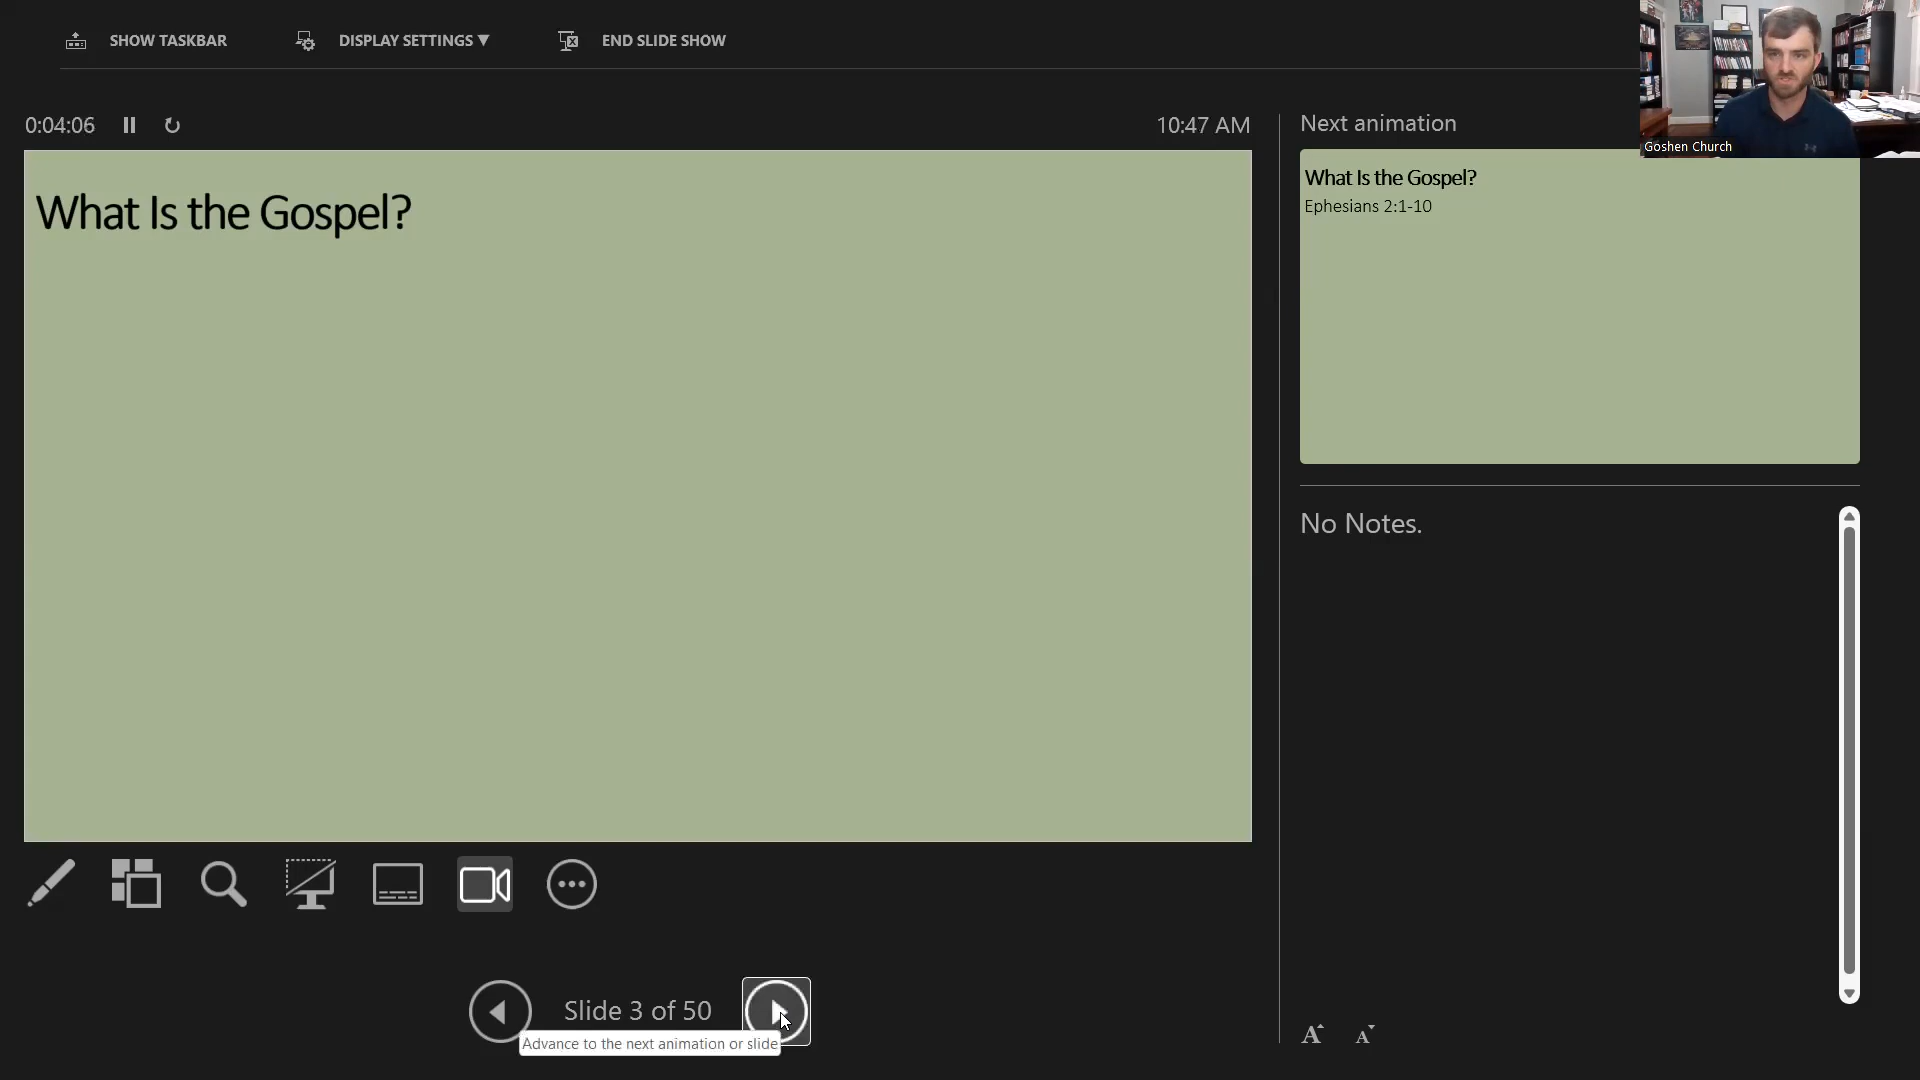 SHOW TASKBAR
DISPLAY SETTINGS ▼
END SLIDE SHOW
Goshen Church
0:04:06
10:47 AM
Next animation
What Is the Gospel?
What Is the Gospel?
Ephesians 2:1-10
No Notes.
Slide 3 of 50
Advance to the next animation or slide
A A